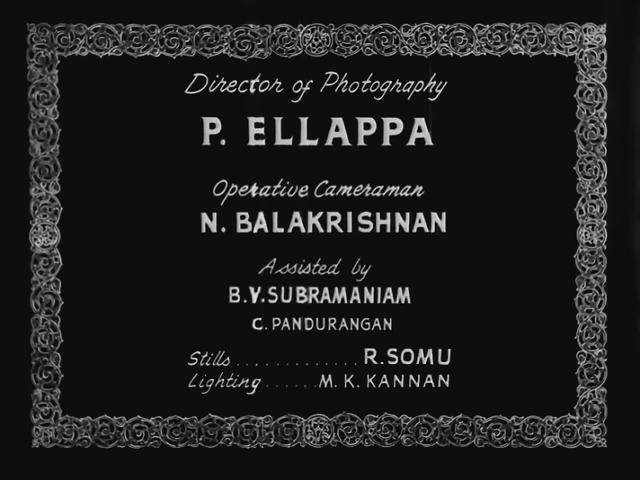 Director of Photography
P. ELLAPPA
Operative Cameraman
N. BALAKRISHNAN
Assisted by
B.V.SUBRAMANIAM
C. PANDURANGAN
Stills ............. R.SOMU
Lighting ...... M. K. KANNAN